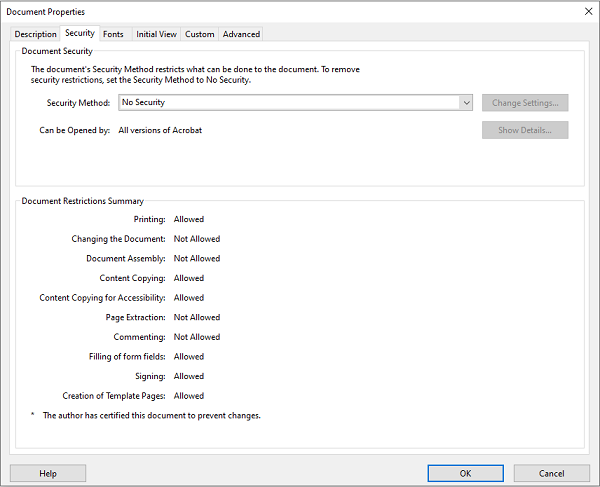 Document Properties
Description Security Fonts Initial View Custom Advanced
Document Security
The document's Security Method restricts what can be done to the document. To remove
security restrictions, set the Security Method to No Security.
Security Method: No Security Change Settings...
Can be Opened by: All versions of Acrobat Show Details...
Document Restrictions Summary
Printing: Allowed
Changing the Document: Not Allowed
Document Assembly: Not Allowed
Content Copying: Allowed
Content Copying for Accessibility: Allowed
Page Extraction: Not Allowed
Commenting: Not Allowed
Filling of form fields: Allowed
Signing: Allowed
Creation of Template Pages: Allowed
* The author has certified this document to prevent changes.
Help OK Cancel